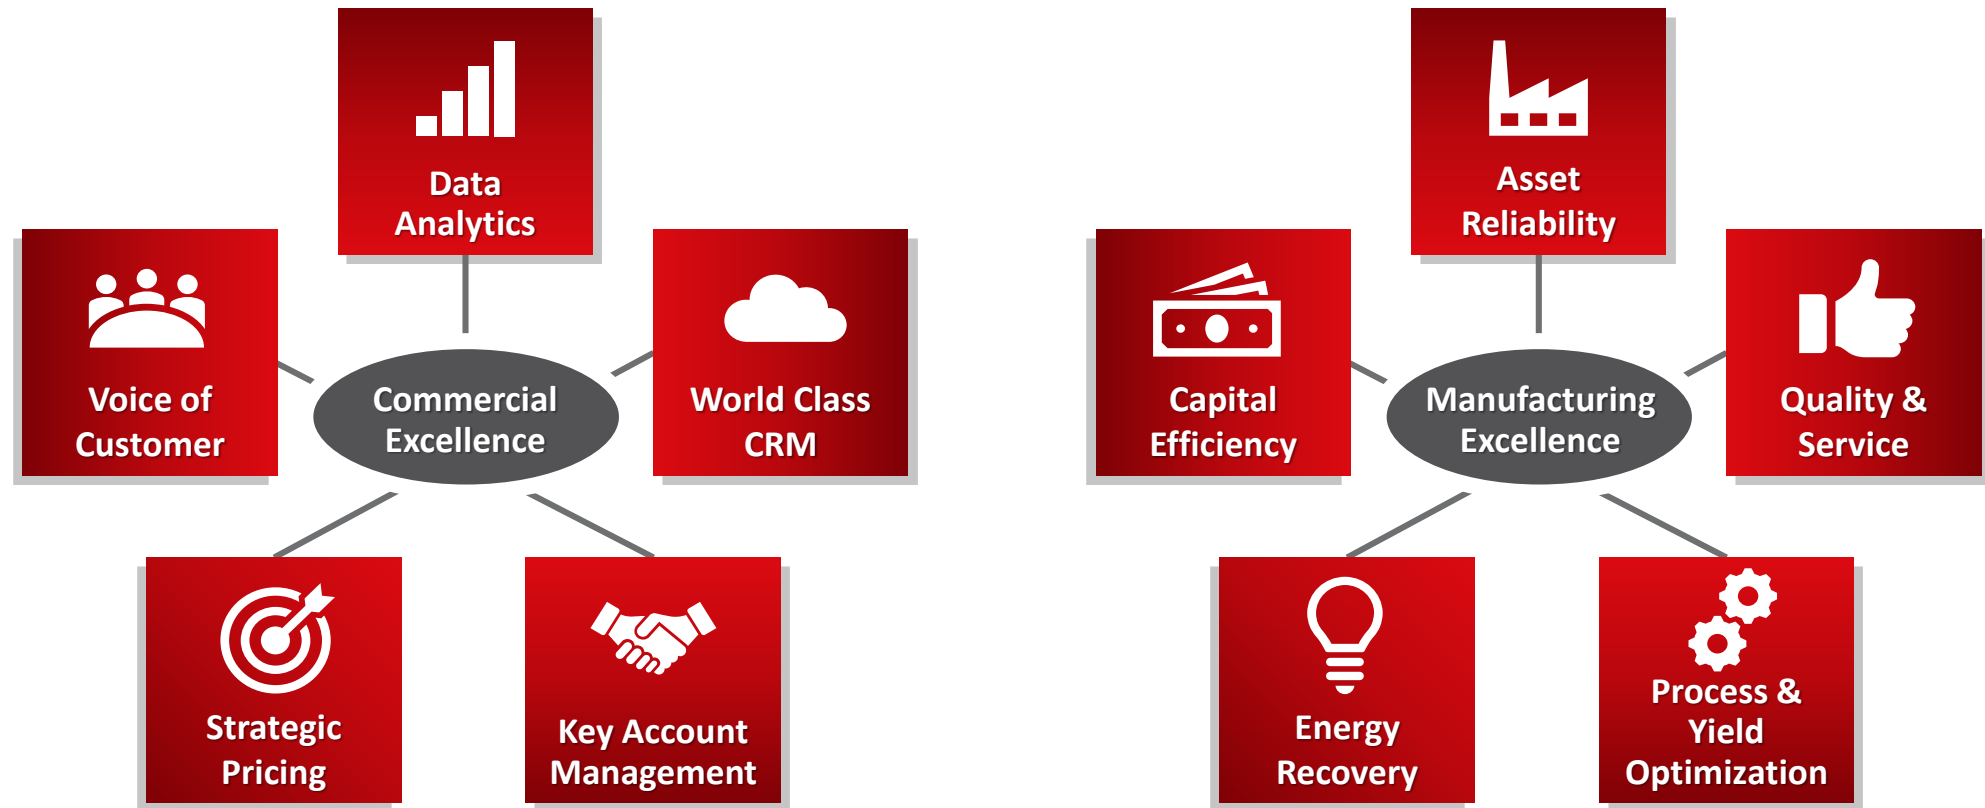 Data
Analytics
Voice of
Customer
Commercial
Excellence
World Class
CRM
Strategic
Pricing
Key Account
Management
Asset
Reliability
Capital
Efficiency
Manufacturing
Excellence
Quality &
Service
Energy
Recovery
Process &
Yield
Optimization